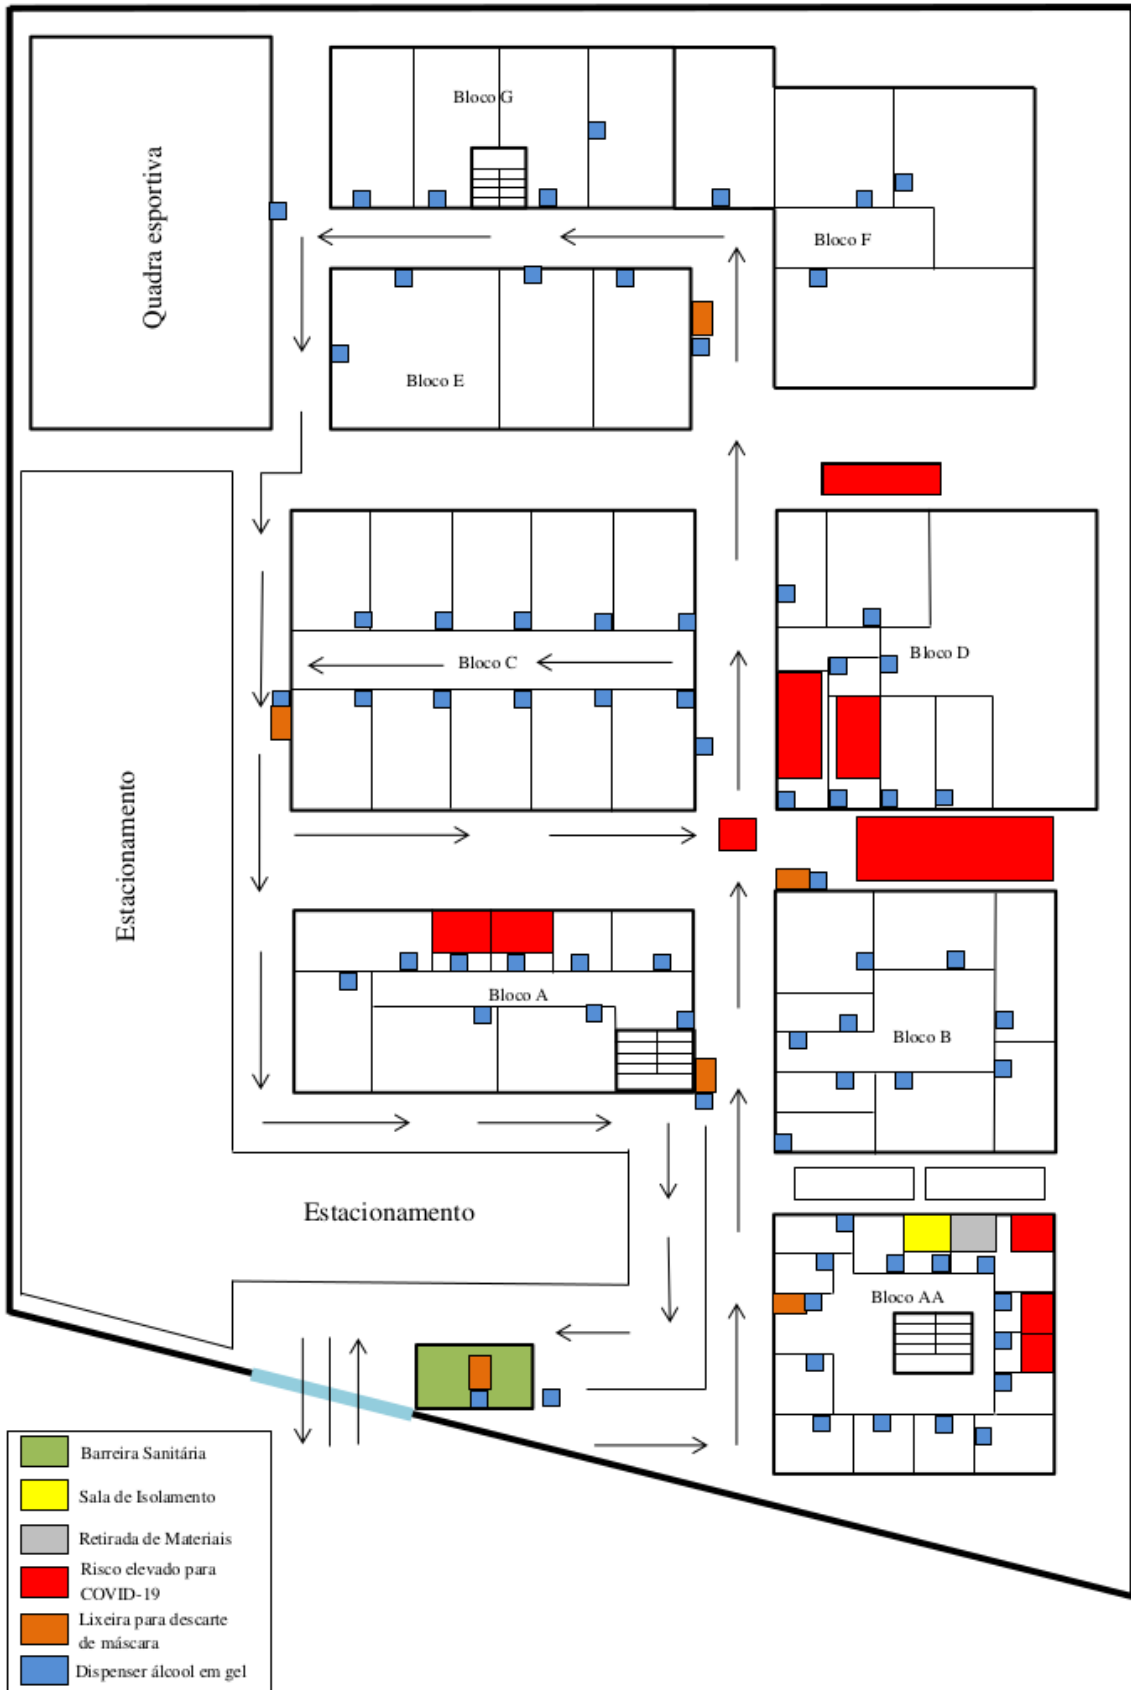 Bloco G
Quadra esportiva
Bloco F
Bloco E
Bloco C
Bloco D
Estacionamento
Bloco A
Bloco B
Estacionamento
Bloco AA
Barreira Sanitária
Sala de Isolamento
Retirada de Materiais
Risco elevado para
COVID-19
Lixeira para descarte
de máscara
Dispenser álcool em gel